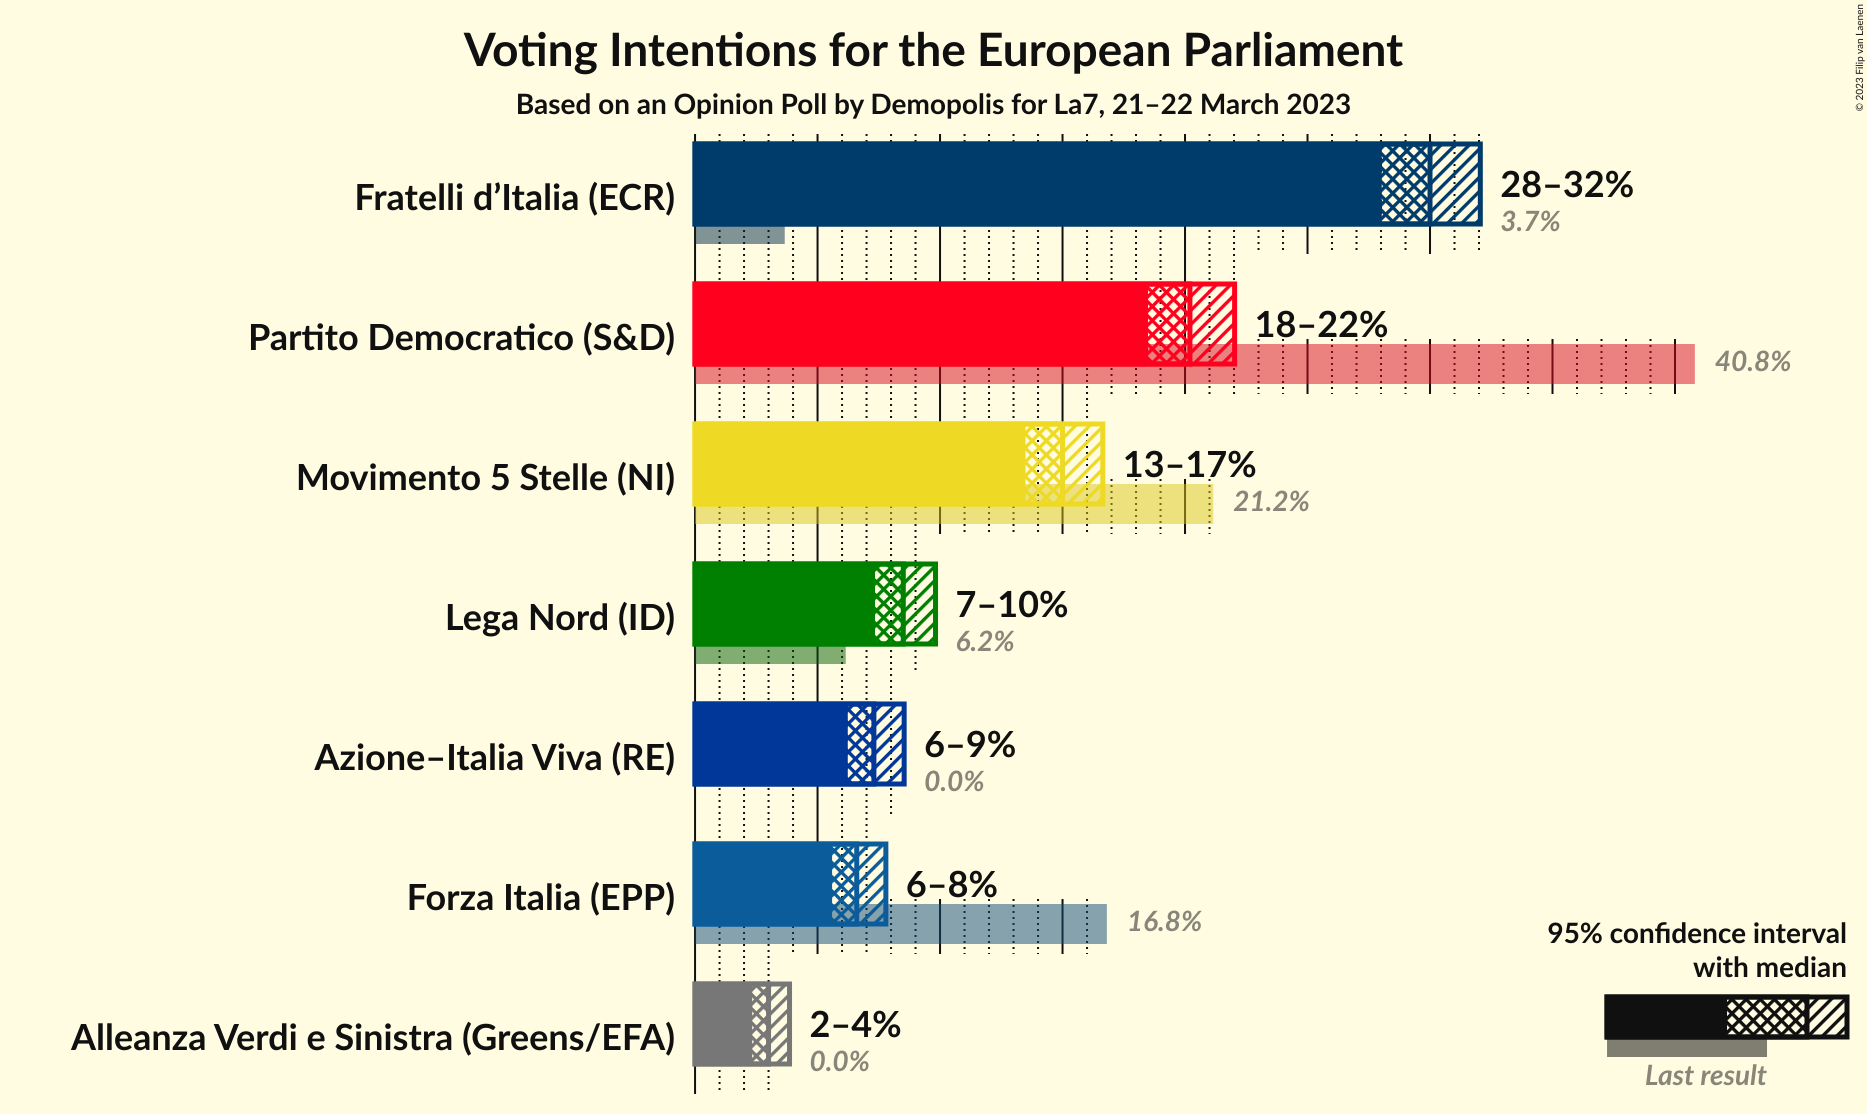 Voting Intentions for the European Parliament
Based on an Opinion Poll by Demopolis for La7, 21–22 March 2023
© 2023 Filip van Laenen
Fratelli d’Italia (ECR)
28–32%
3.7%
Partito Democratico (S&D)
18–22%
40.8%
Movimento 5 Stelle (NI)
13–17%
21.2%
Lega Nord (ID)
7–10%
6.2%
Azione–Italia Viva (RE)
6–9%
0.0%
Forza Italia (EPP)
6–8%
16.8%
Alleanza Verdi e Sinistra (Greens/EFA)
2–4%
0.0%
95% confidence interval
with median
Last result